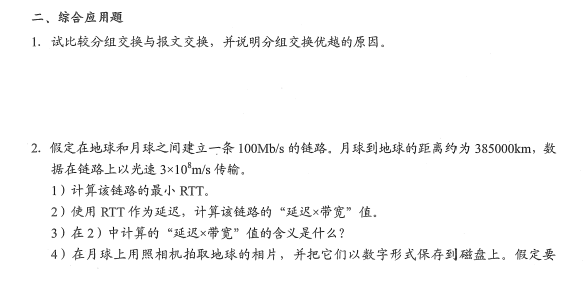 二、综合应用题
1. 试比较分组交换与报文交换，并说明分组交换优越的原因。
2. 假定在地球和月球之间建立一条 100Mb/s 的链路。月球到地球的距离约为 385000km，数
据在链路上以光速 3×10⁸m/s 传输。
1）计算该链路的最小 RTT。
2）使用 RTT 作为延迟，计算该链路的“延迟×带宽”值。
3）在 2）中计算的“延迟×带宽”值的含义是什么？
4）在月球上用照相机拍取地球的相片，并把它们以数字形式保存到磁盘上。假定要